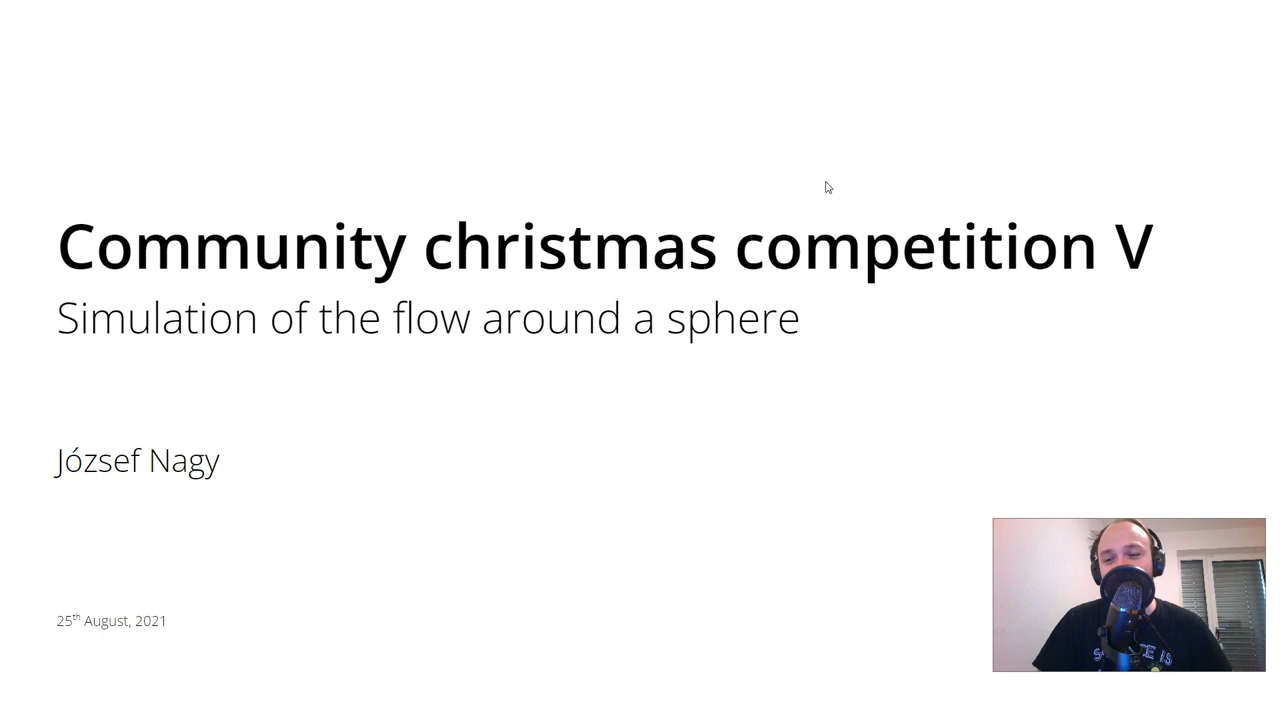 Community christmas competition V
Simulation of the flow around a sphere
József Nagy
25th August, 2021